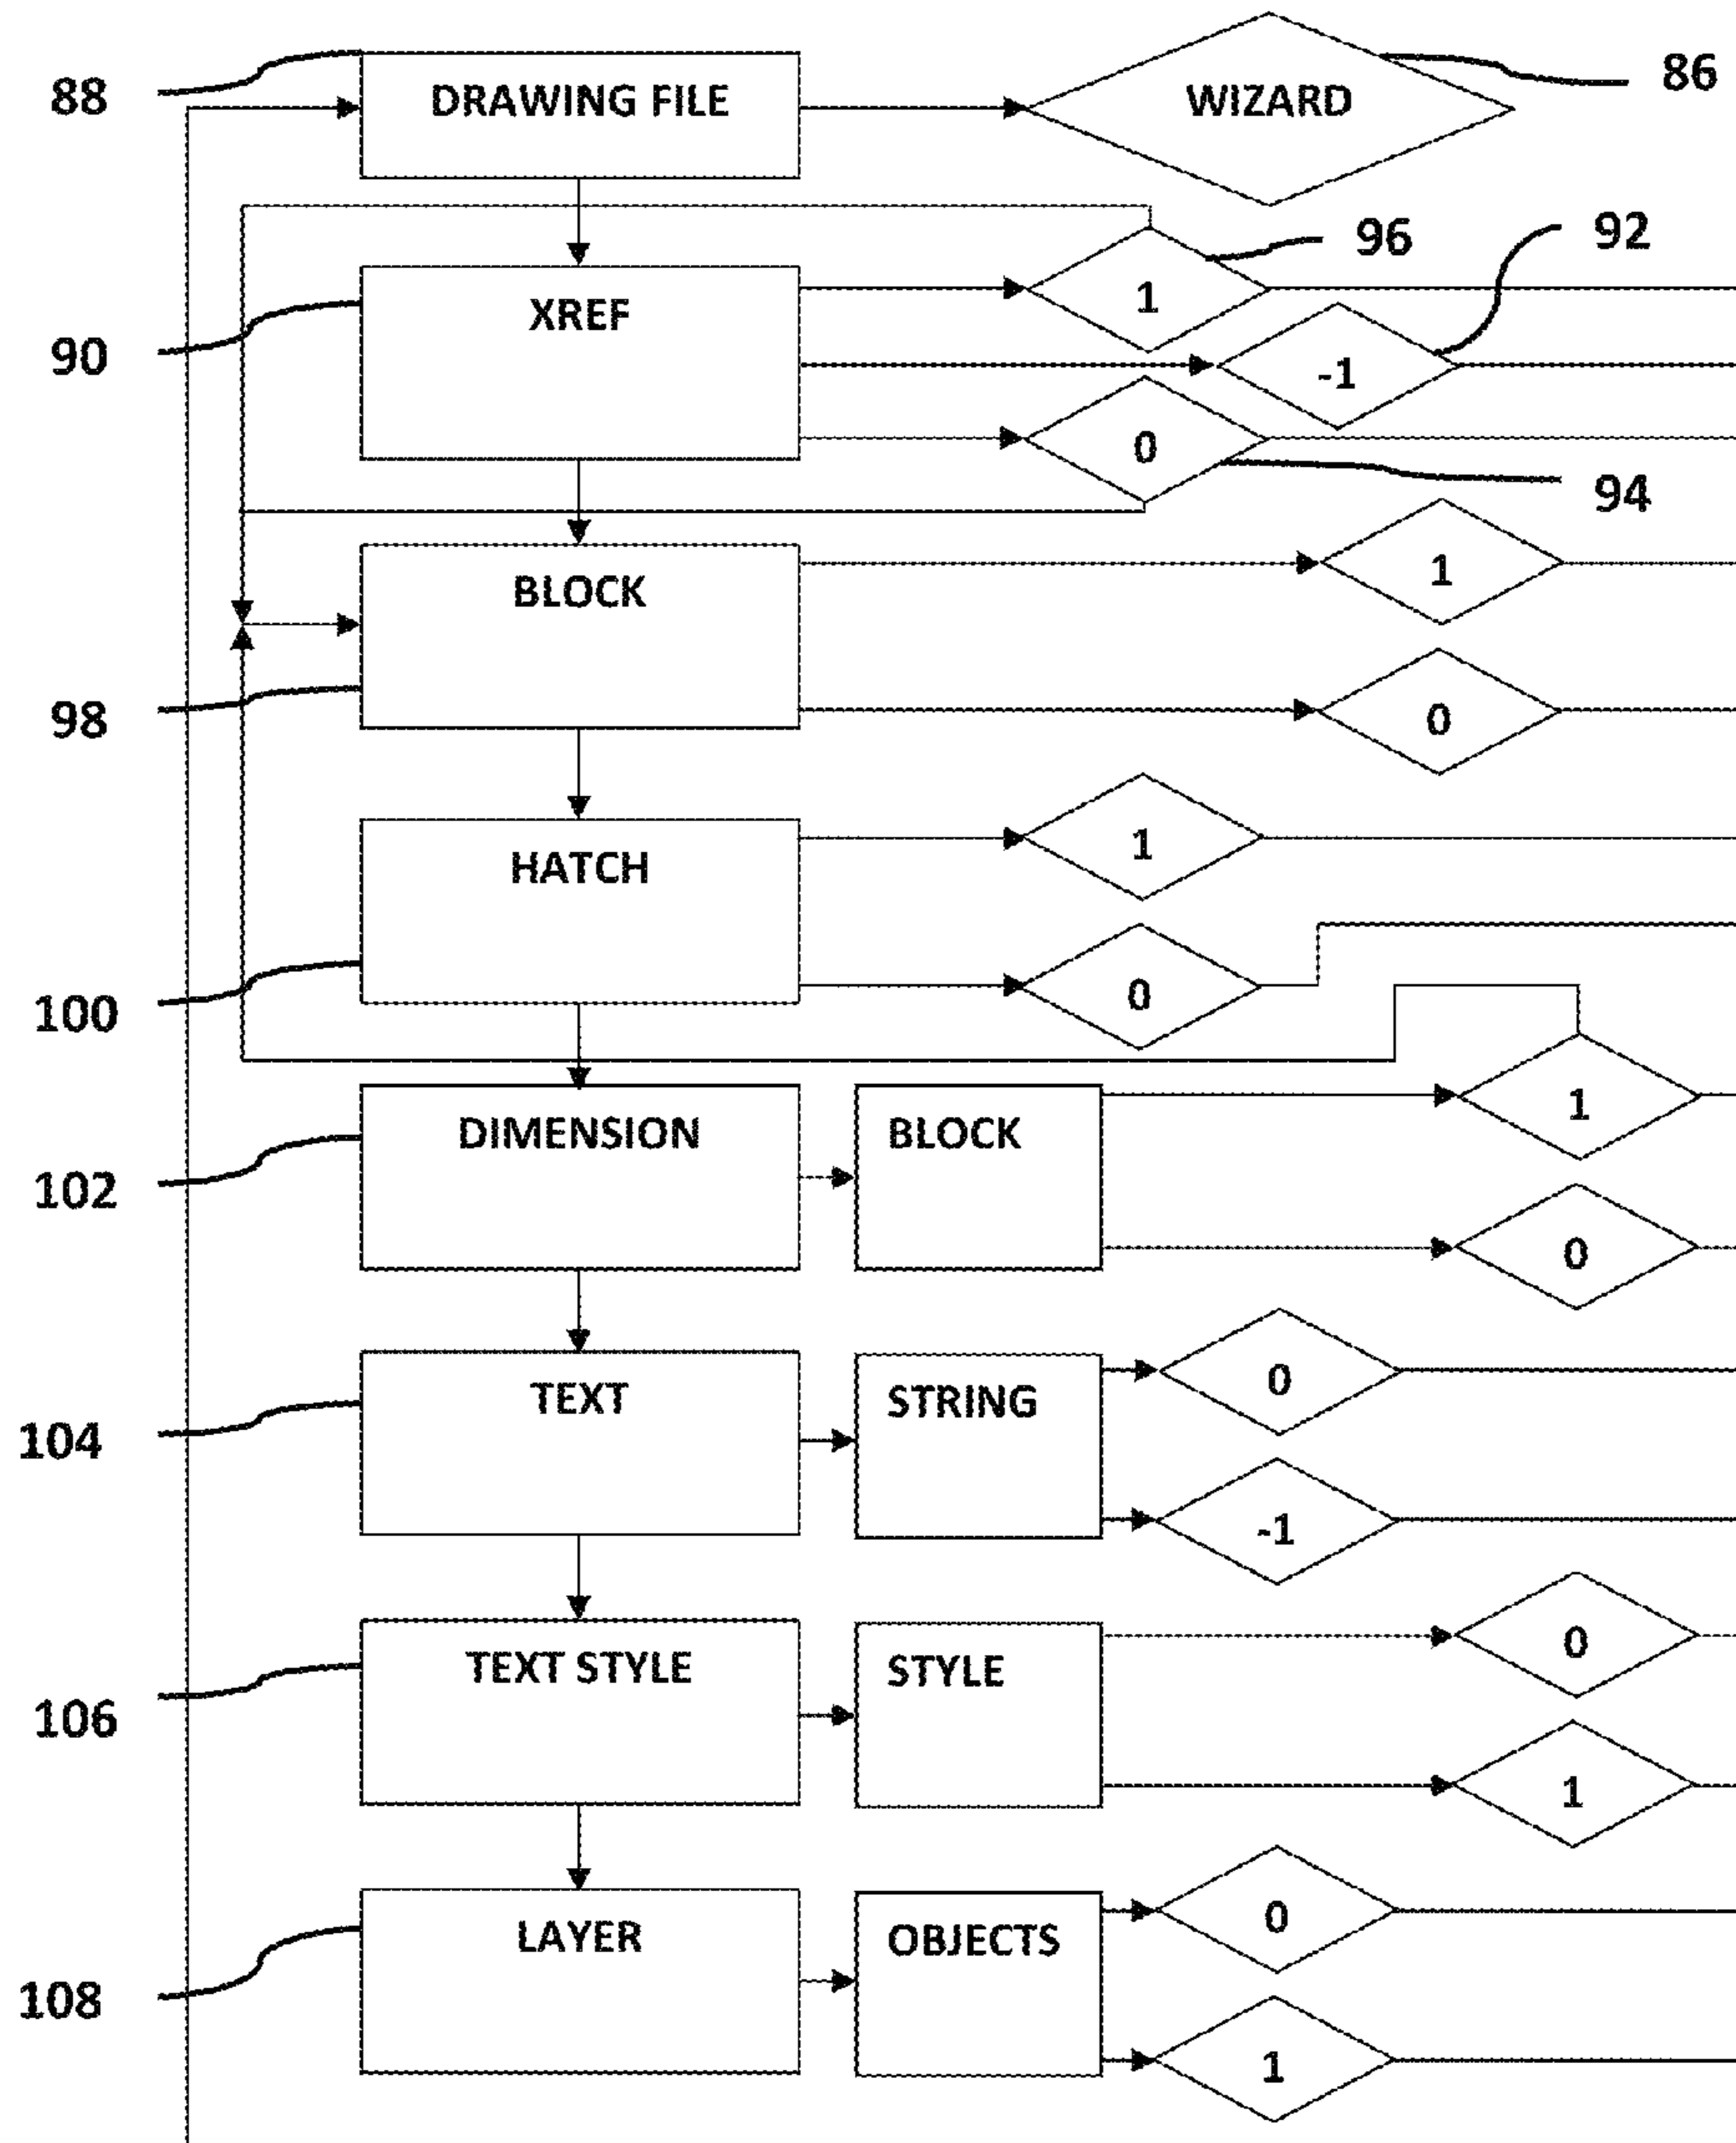 88
DRAWING FILE
WIZARD
86
96
92
90
XREF
1
-1
0
94
98
BLOCK
1
0
100
HATCH
1
0
102
DIMENSION
BLOCK
1
0
104
TEXT
STRING
0
-1
106
TEXT STYLE
STYLE
0
1
108
LAYER
OBJECTS
0
1